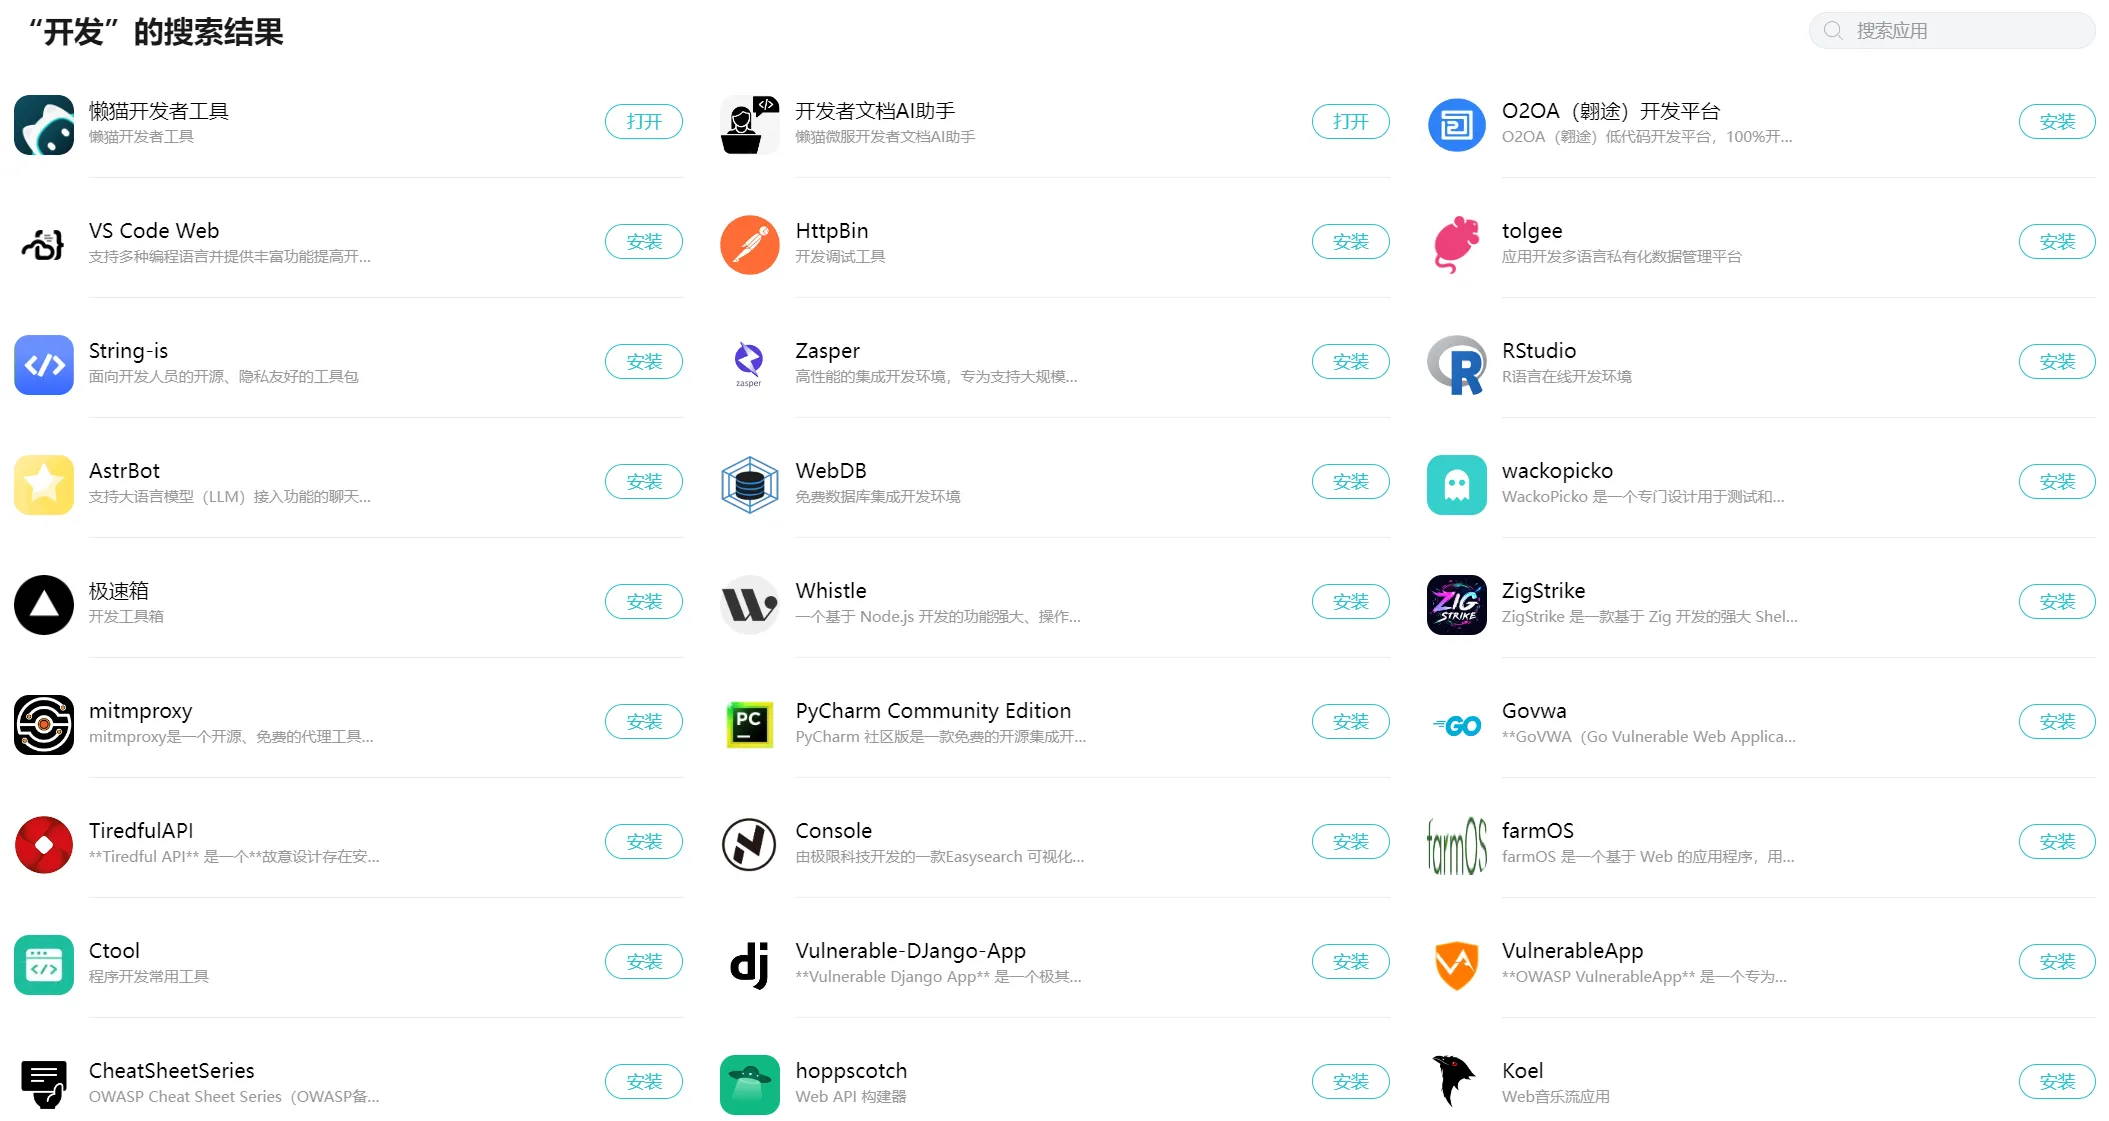 “开发”的搜索结果
搜索应用
懒猫开发者工具
懒猫开发者工具
打开
开发者文档AI助手
懒猫微服开发者文档AI助手
打开
O2OA（翱途）开发平台
O2OA（翱途）低代码开发平台，100%开...
安装
VS Code Web
支持多种编程语言并提供丰富功能提高开...
安装
HttpBin
开发调试工具
安装
tolgee
应用开发多语言私有化数据管理平台
安装
String-is
面向开发人员的开源、隐私友好的工具包
安装
zasper
Zasper
高性能的集成开发环境，专为支持大规模...
安装
RStudio
R语言在线开发环境
安装
AstrBot
支持大语言模型（LLM）接入功能的聊天...
安装
WebDB
免费数据库集成开发环境
安装
wackopicko
WackoPicko 是一个专门设计用于测试和...
安装
极速箱
开发工具箱
安装
Whistle
一个基于 Node.js 开发的功能强大、操作...
安装
ZIG
STRIKE
ZigStrike
ZigStrike 是一款基于 Zig 开发的强大 Shel...
安装
mitmproxy
mitmproxy是一个开源、免费的代理工具...
安装
PC
PyCharm Community Edition
PyCharm 社区版是一款免费的开源集成开...
安装
GO
Govwa
**GoVWA（Go Vulnerable Web Applica...
安装
TiredfulAPI
**Tiredful API** 是一个**故意设计存在安...
安装
Console
由极限科技开发的一款Easysearch 可视化...
安装
farmOS
farmOS
farmOS 是一个基于 Web 的应用程序，用...
安装
Ctool
程序开发常用工具
安装
dj
Vulnerable-DJango-App
**Vulnerable Django App** 是一个极其...
安装
VulnerableApp
**OWASP VulnerableApp** 是一个专为...
安装
CheatSheetSeries
OWASP Cheat Sheet Series（OWASP备...
安装
hoppscotch
Web API 构建器
安装
Koel
Web音乐流应用
安装